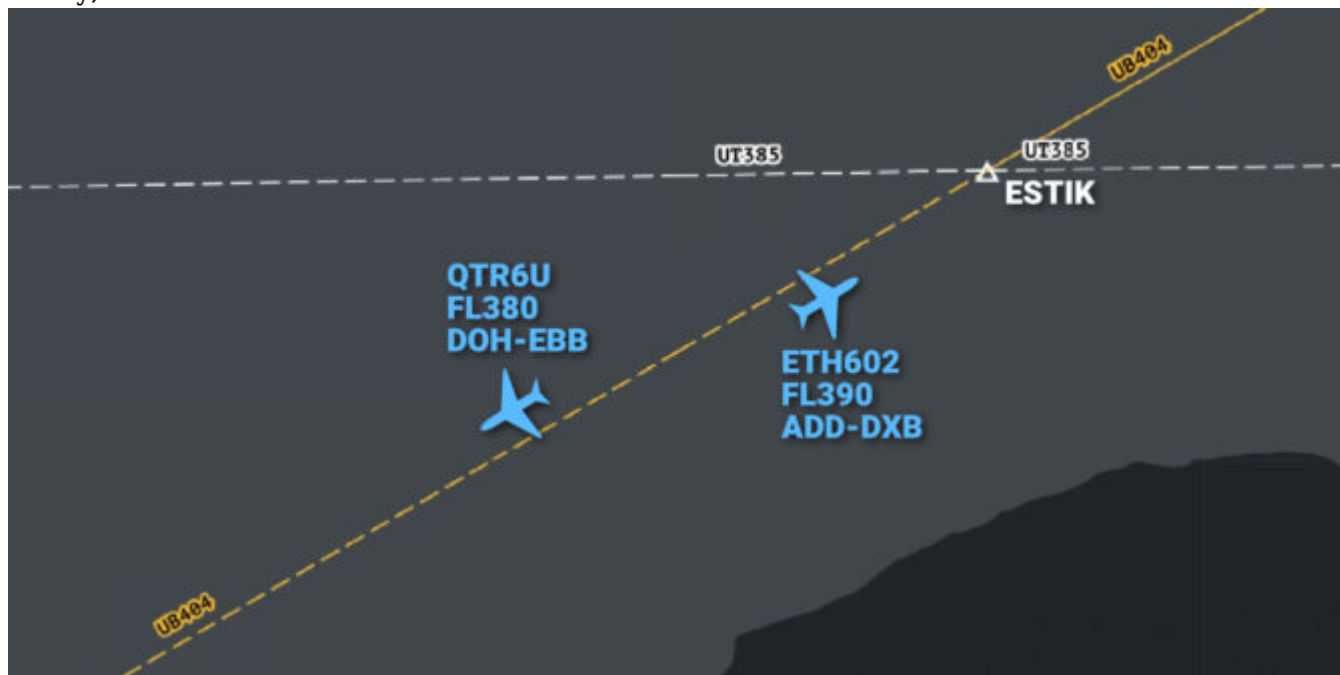 UB404
UT385
UT385
ESTIK
QTR6U
FL380
DOH-EBB
ETH602
FL390
ADD-DXB
UB404